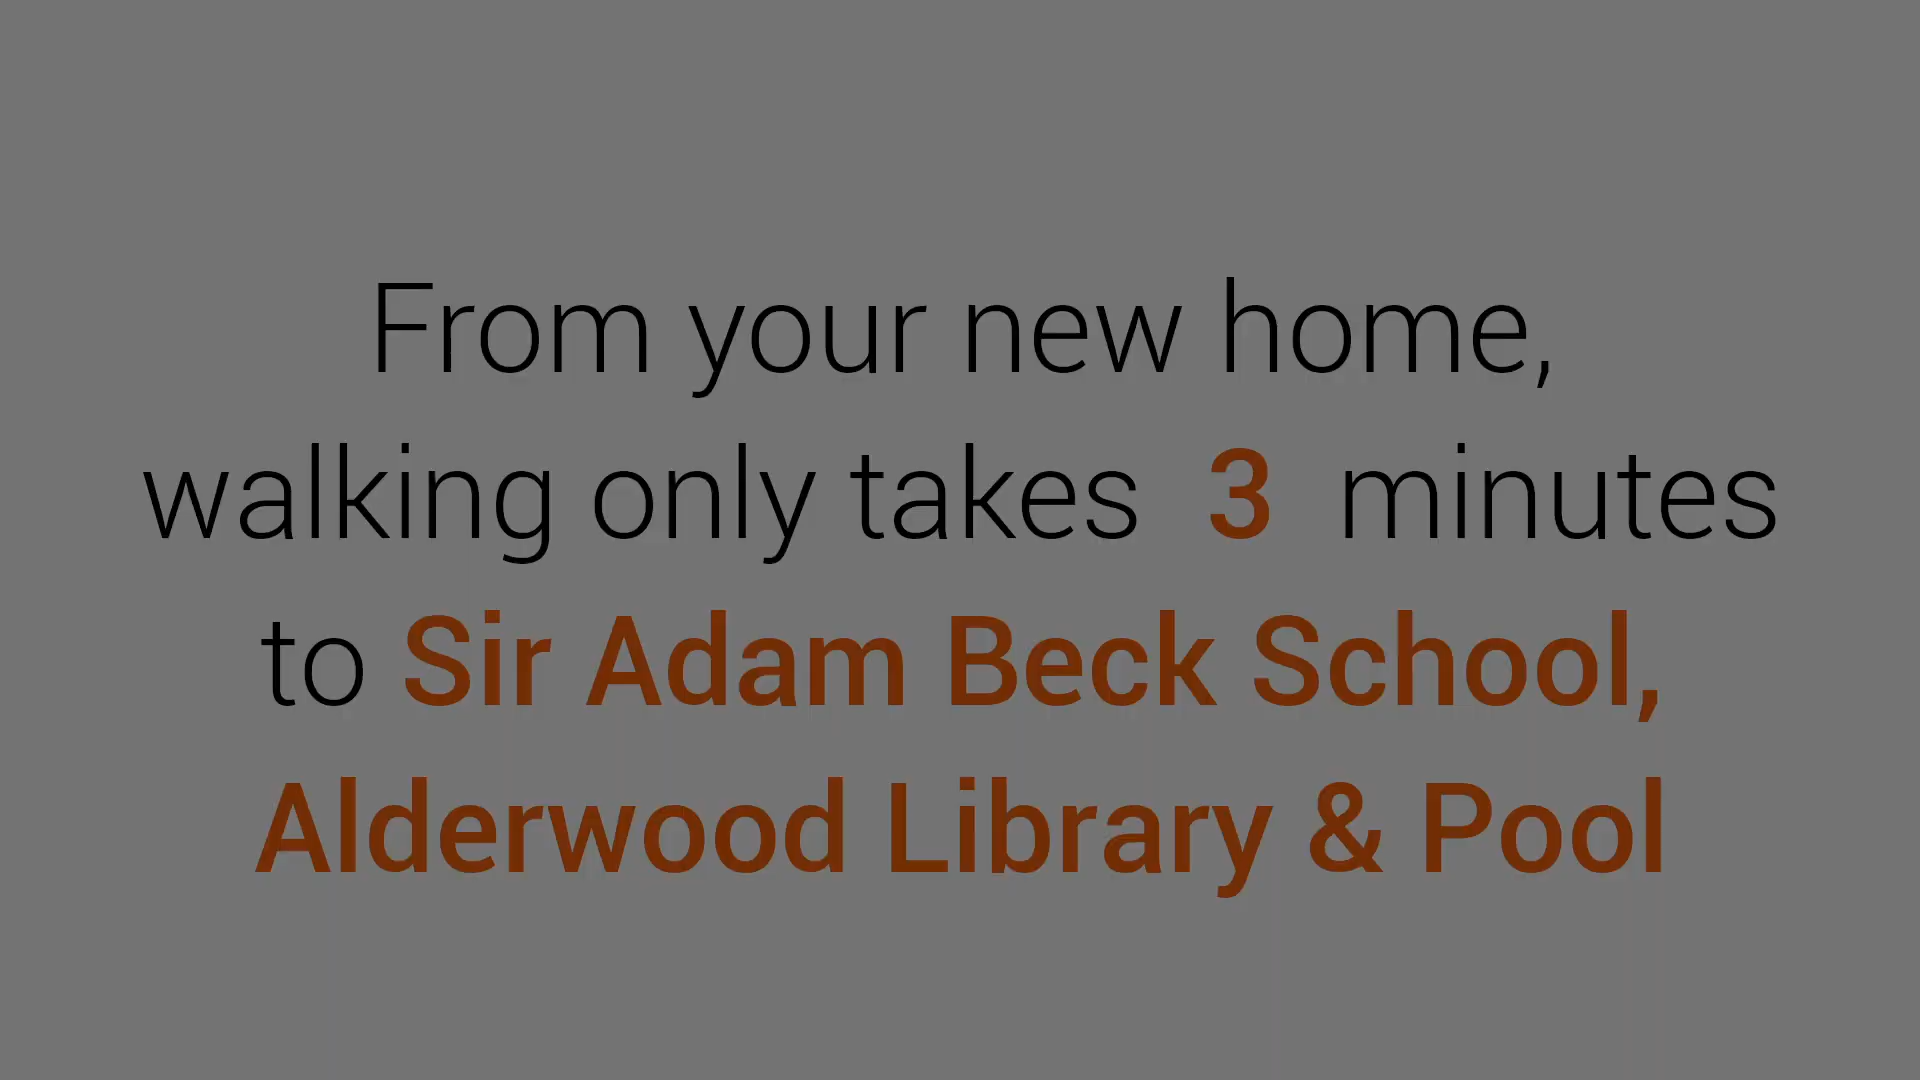 From your new home,
walking only takes 3 minutes
to Sir Adam Beck School,
Alderwood Library & Pool